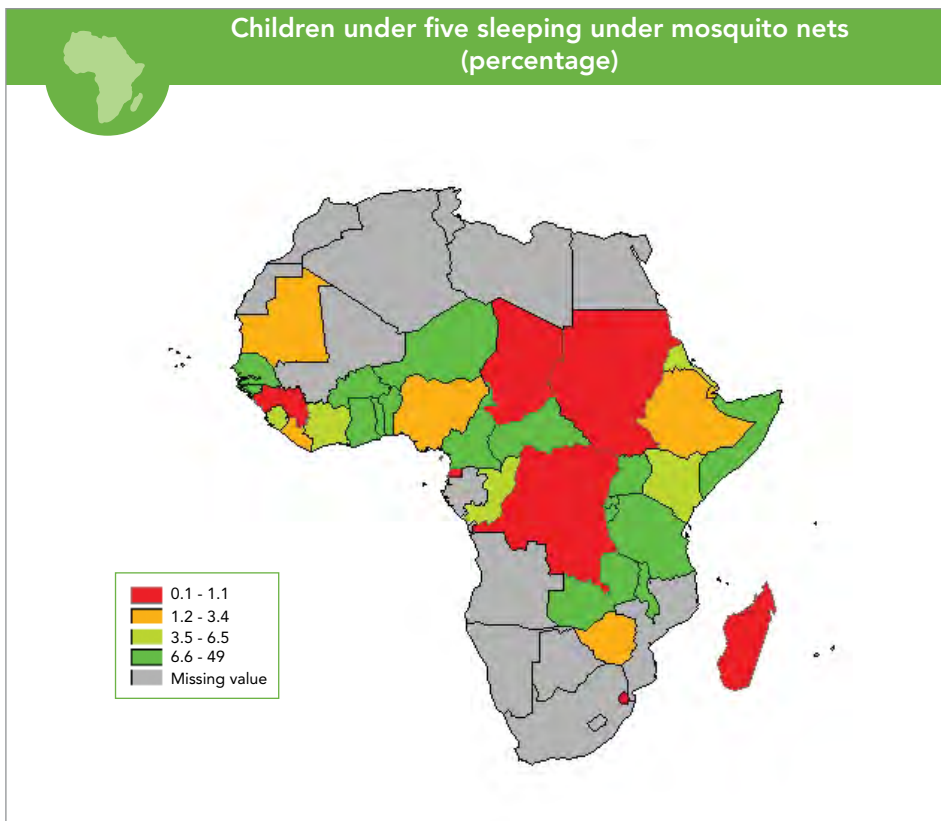 Children under five sleeping under mosquito nets
(percentage)
0.1 - 1.1
1.2 - 3.4
3.5 - 6.5
6.6 - 49
Missing value